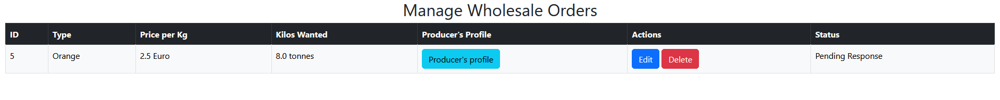 Manage Wholesale Orders
ID Type Price per Kg Kilos Wanted Producer's Profile Actions Status
5 Orange 2.5 Euro 8.0 tonnes Producer's profile Edit Delete Pending Response